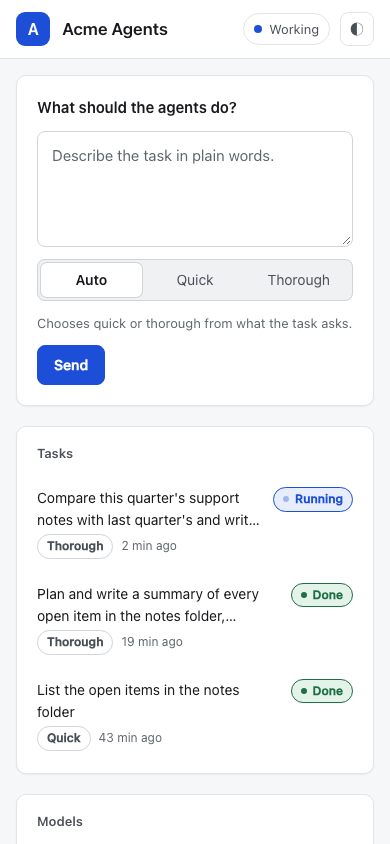 A Acme Agents Working
What should the agents do?
Describe the task in plain words.
Auto Quick Thorough
Chooses quick or thorough from what the task asks.
Send
Tasks
Compare this quarter's support Running
notes with last quarter's and writ...
Thorough 2 min ago
Plan and write a summary of every Done
open item in the notes folder,...
Thorough 19 min ago
List the open items in the notes Done
folder
Quick 43 min ago
Models